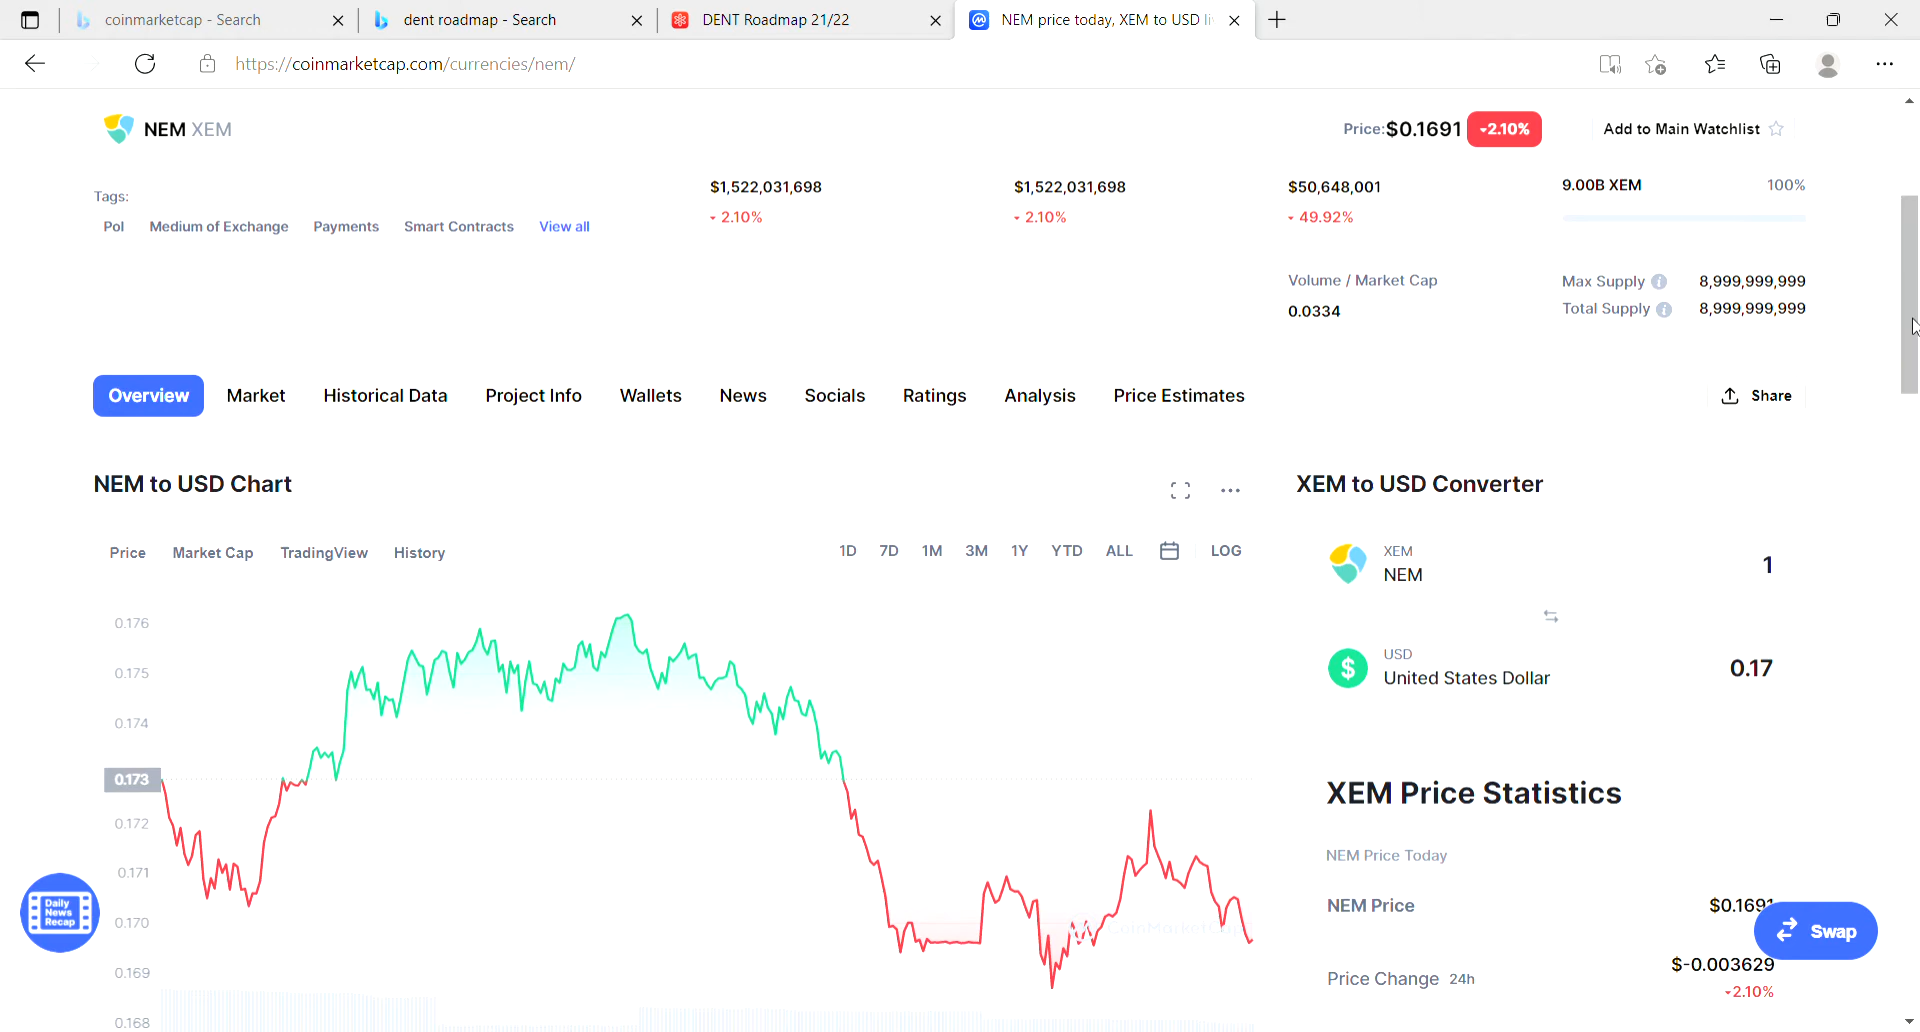 coinmarketcap - Search
dent roadmap - Search
DENT Roadmap 21/22
NEM price today, XEM to USD li
https://coinmarketcap.com/currencies/nem/
NEM XEM
Price:$0.1691
-2.10%
Add to Main Watchlist
Tags:
PoI Medium of Exchange Payments Smart Contracts View all
$1,522,031,698
2.10%
$1,522,031,698
2.10%
$50,648,001
49.92%
9.00B XEM 100%
Volume / Market Cap
0.0334
Max Supply 8,999,999,999
Total Supply 8,999,999,999
Overview Market Historical Data Project Info Wallets News Socials Ratings Analysis Price Estimates
Share
NEM to USD Chart
Price Market Cap TradingView History
1D 7D 1M 3M 1Y YTD ALL LOG
0.176
0.175
0.174
0.173
0.172
0.171
0.170
0.169
0.168
CoinMarket
Daily
News
Recap
XEM to USD Converter
XEM
NEM
1
USD
United States Dollar
0.17
XEM Price Statistics
NEM Price Today
NEM Price $0.1691
Price Change 24h $-0.003629
2.10%
Swap